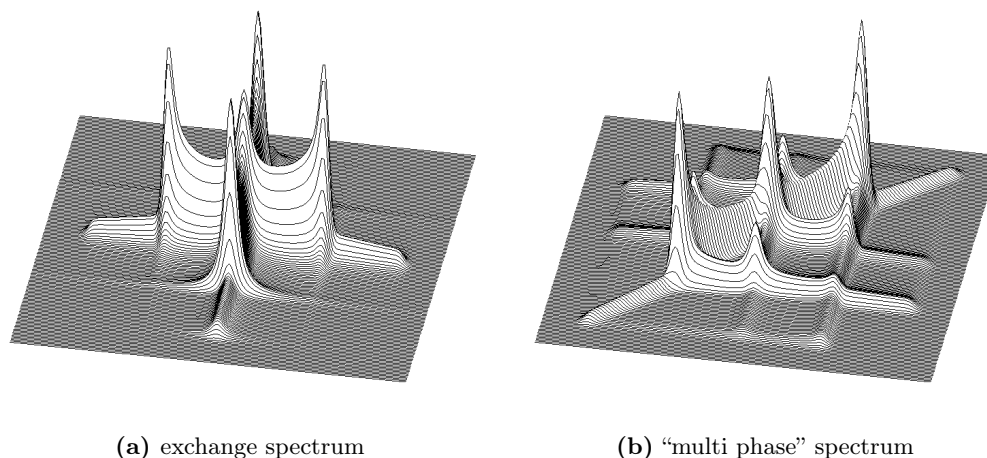 (a) exchange spectrum
(b) “multi phase” spectrum